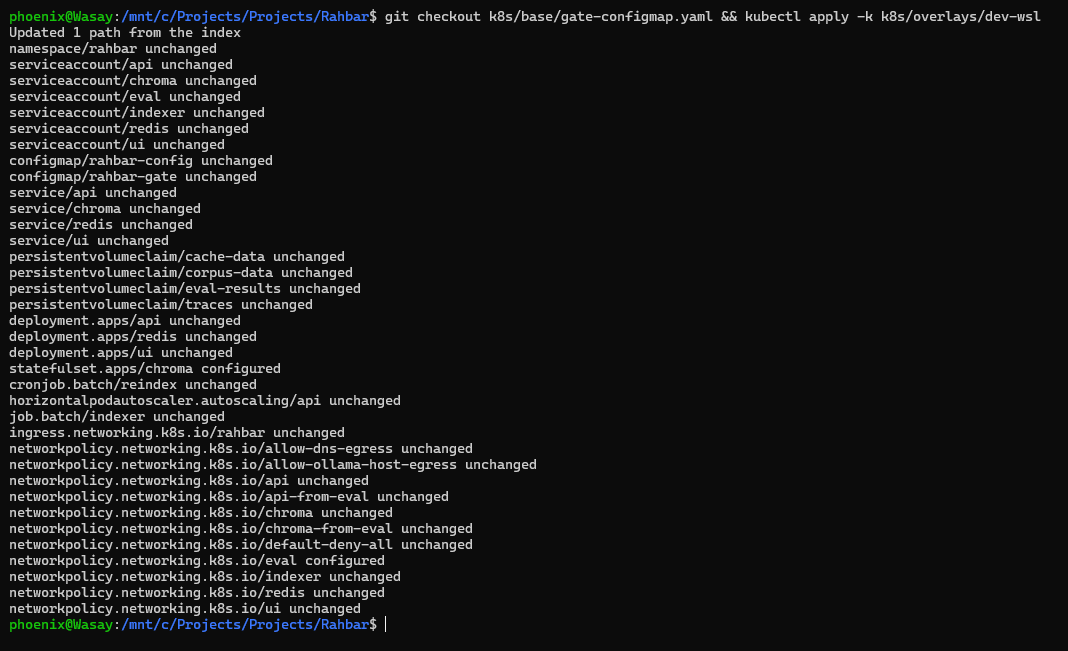 phoenix@Wasay:/mnt/c/Projects/Projects/Rahbar$ git checkout k8s/base/gate-configmap.yaml && kubectl apply -k k8s/overlays/dev-wsl
Updated 1 path from the index
namespace/rahbar unchanged
serviceaccount/api unchanged
serviceaccount/chroma unchanged
serviceaccount/eval unchanged
serviceaccount/indexer unchanged
serviceaccount/redis unchanged
serviceaccount/ui unchanged
configmap/rahbar-config unchanged
configmap/rahbar-gate unchanged
service/api unchanged
service/chroma unchanged
service/redis unchanged
service/ui unchanged
persistentvolumeclaim/cache-data unchanged
persistentvolumeclaim/corpus-data unchanged
persistentvolumeclaim/eval-results unchanged
persistentvolumeclaim/traces unchanged
deployment.apps/api unchanged
deployment.apps/redis unchanged
deployment.apps/ui unchanged
statefulset.apps/chroma configured
cronjob.batch/reindex unchanged
horizontalpodautoscaler.autoscaling/api unchanged
job.batch/indexer unchanged
ingress.networking.k8s.io/rahbar unchanged
networkpolicy.networking.k8s.io/allow-dns-egress unchanged
networkpolicy.networking.k8s.io/allow-ollama-host-egress unchanged
networkpolicy.networking.k8s.io/api unchanged
networkpolicy.networking.k8s.io/api-from-eval unchanged
networkpolicy.networking.k8s.io/chroma unchanged
networkpolicy.networking.k8s.io/chroma-from-eval unchanged
networkpolicy.networking.k8s.io/default-deny-all unchanged
networkpolicy.networking.k8s.io/eval configured
networkpolicy.networking.k8s.io/indexer unchanged
networkpolicy.networking.k8s.io/redis unchanged
networkpolicy.networking.k8s.io/ui unchanged
phoenix@Wasay:/mnt/c/Projects/Projects/Rahbar$